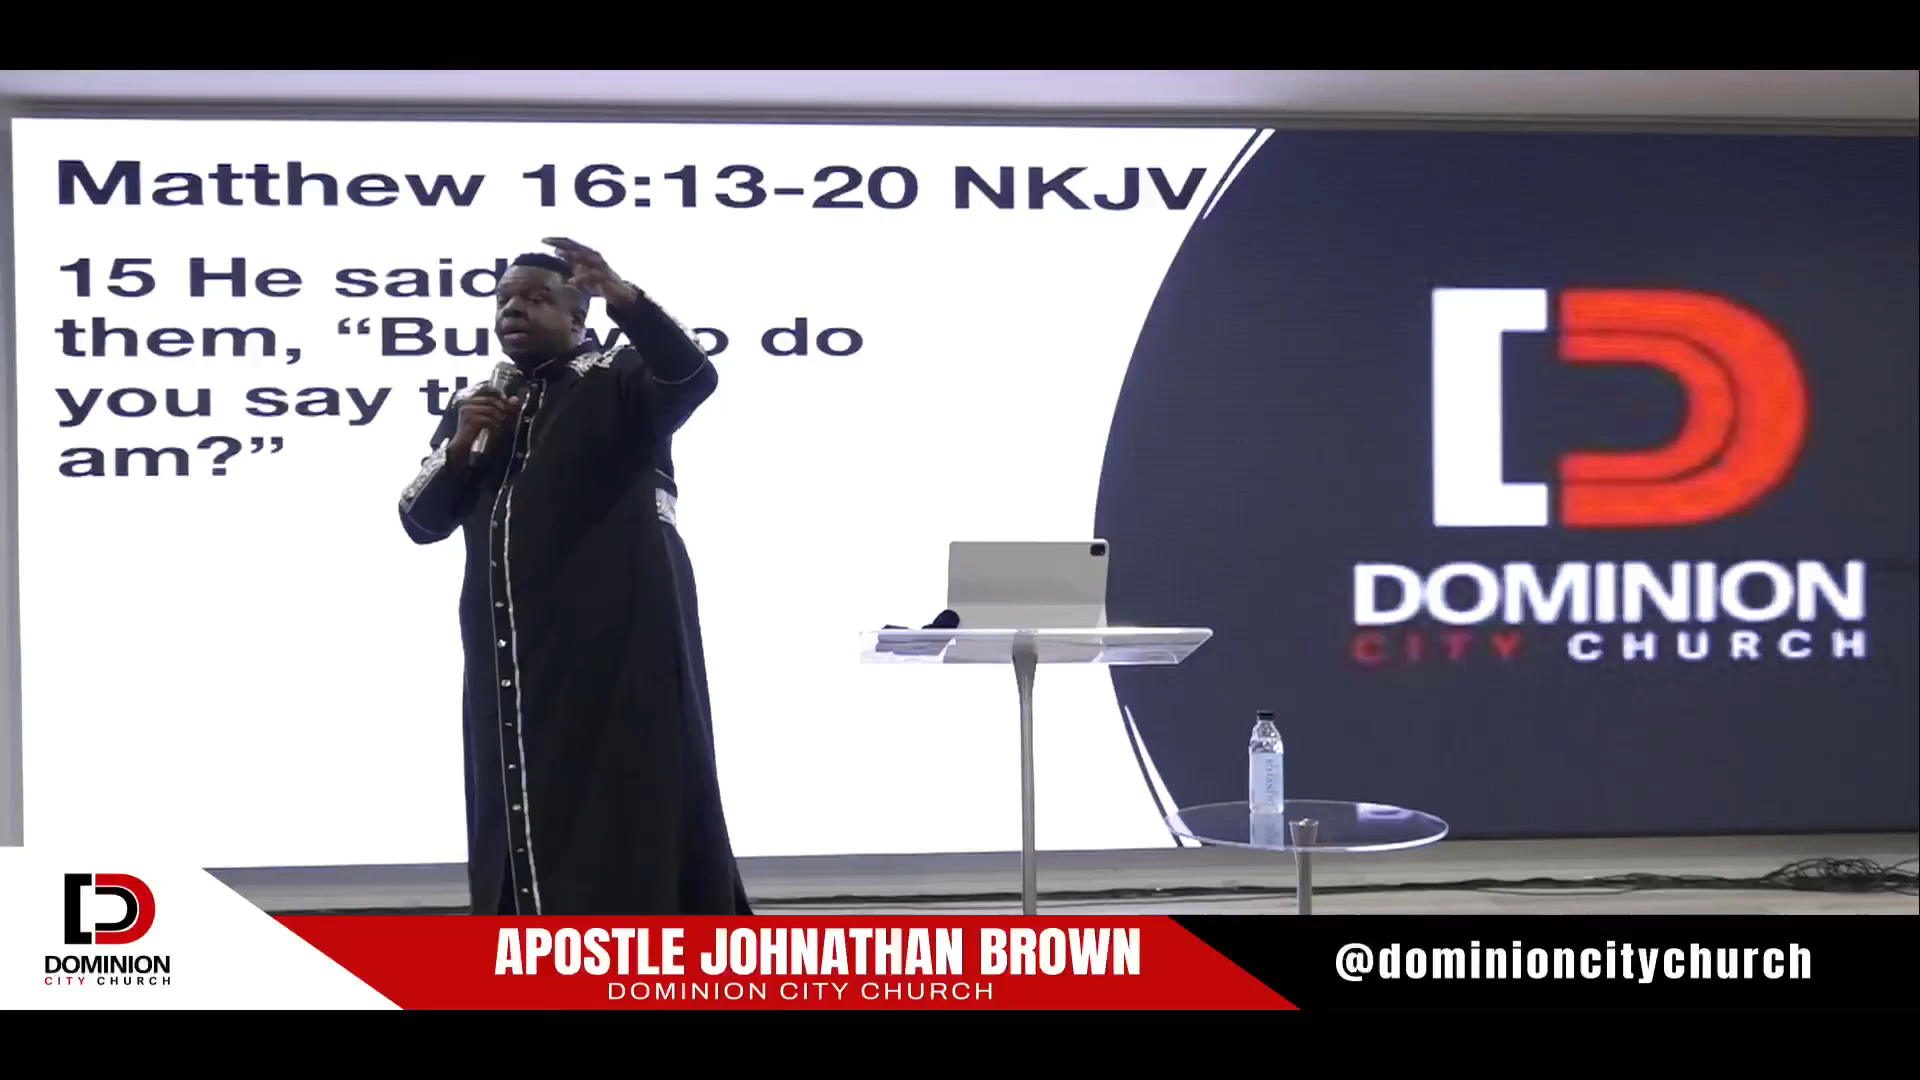 Matthew 16:13-20 NKJV
15 He said
them, “Bu do
you say
am?”
DOMINION
CITY CHURCH
DOMINION
CITY CHURCH
APOSTLE JOHNATHAN BROWN
DOMINION CITY CHURCH
@dominioncitychurch